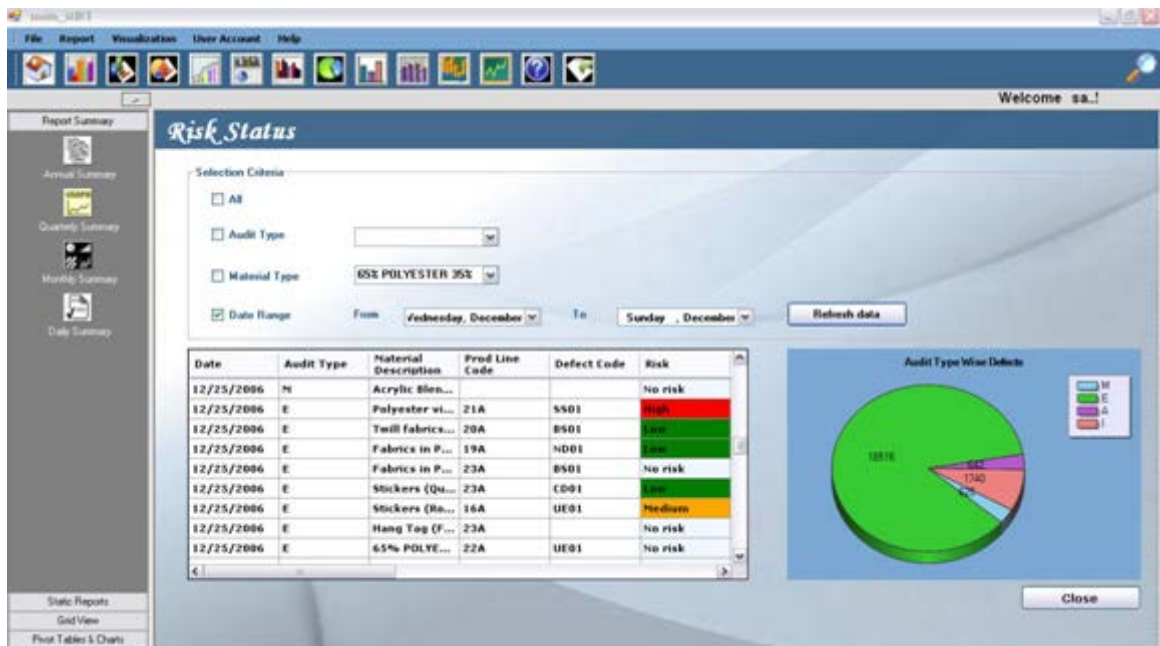 File Report Visualization User Account Help
Welcome sa..!
Report Summary
Annual Summary
Quarterly Summary
Monthly Summary
Daily Summary
Static Reports
Grid View
Pivot Tables & Charts
Risk Status
Selection Criteria
All
Audit Type
Material Type 65% POLYESTER 35%
Date Range From Wednesday, December To Sunday , December Refresh data
Date Audit Type Material Description Prod Line Code Defect Code Risk
12/25/2006 M Acrylic Blen... No risk
12/25/2006 E Polyester vi... 21A SS01 High
12/25/2006 E Twill fabrics... 20A BS01 Low
12/25/2006 E Fabrics in P... 19A ND01 Low
12/25/2006 E Fabrics in P... 23A BS01 No risk
12/25/2006 E Stickers (Qu... 23A CD01 Low
12/25/2006 E Stickers (Ro... 16A UE01 Medium
12/25/2006 E Hang Tag (F... 23A No risk
12/25/2006 E 65% POLYE... 22A UE01 No risk
Audit Type Wise Defects
M
E
A
I
642
1740
Close